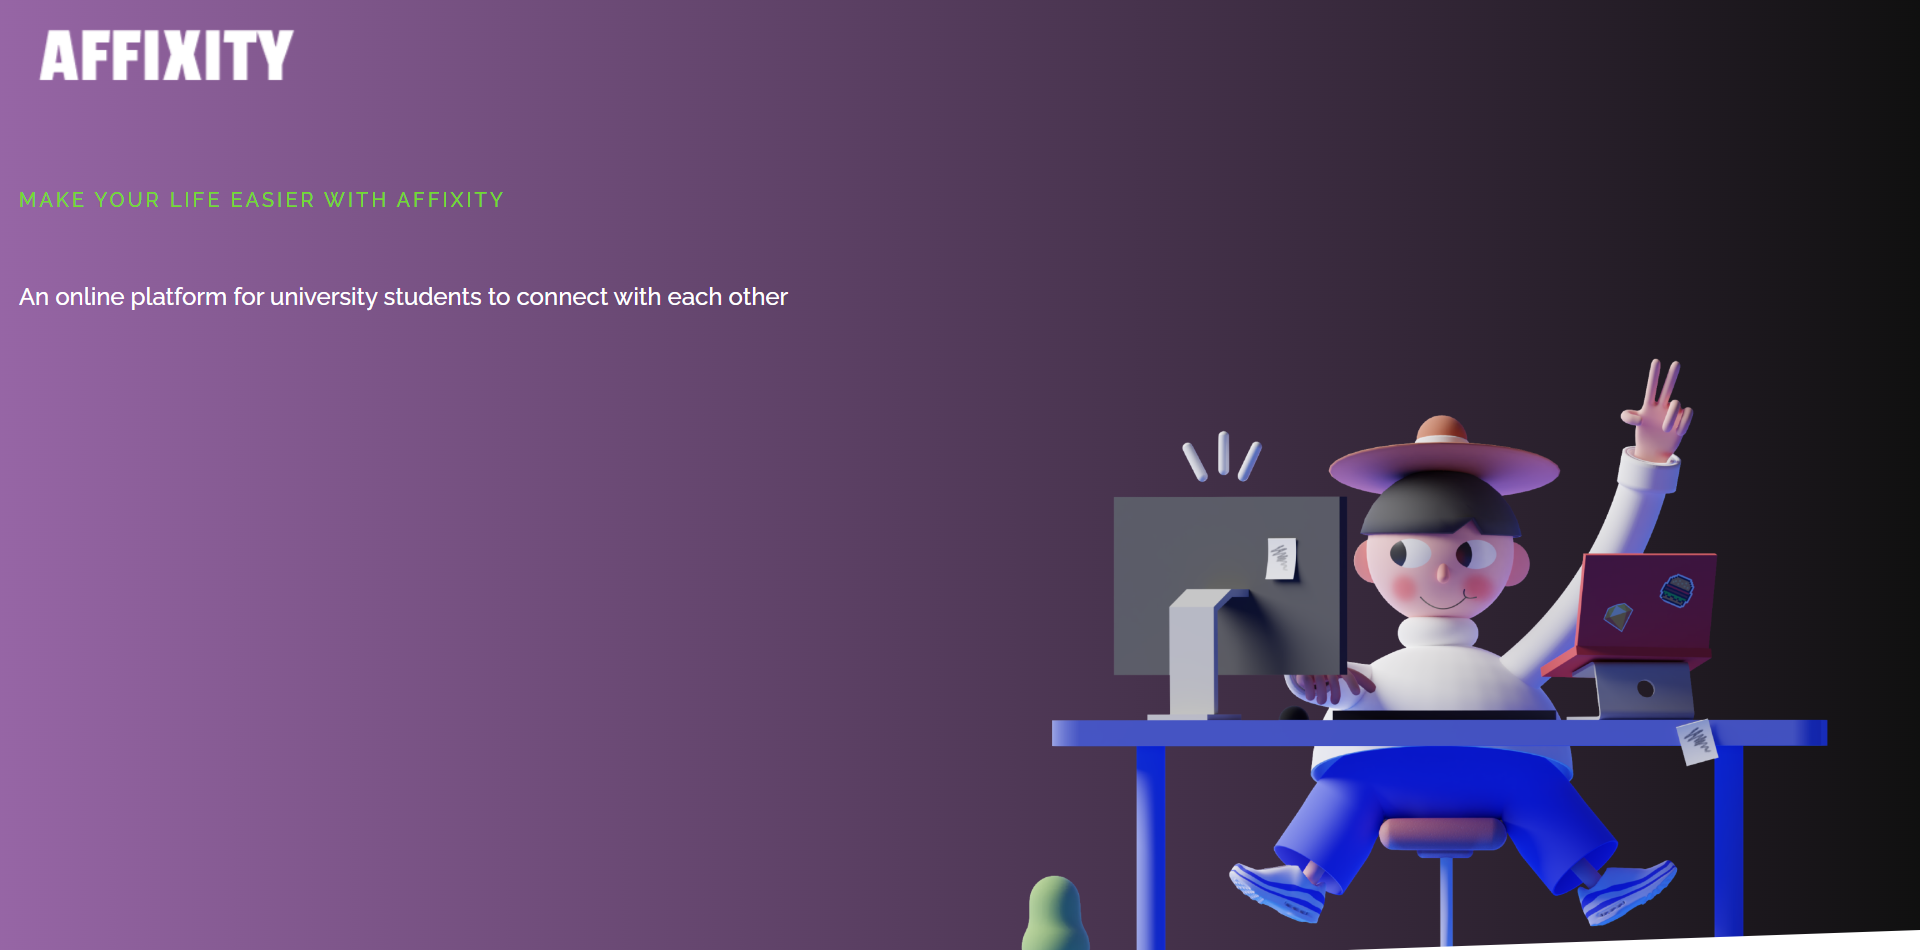 AFFIXITY
MAKE YOUR LIFE EASIER WITH AFFIXITY
An online platform for university students to connect with each other